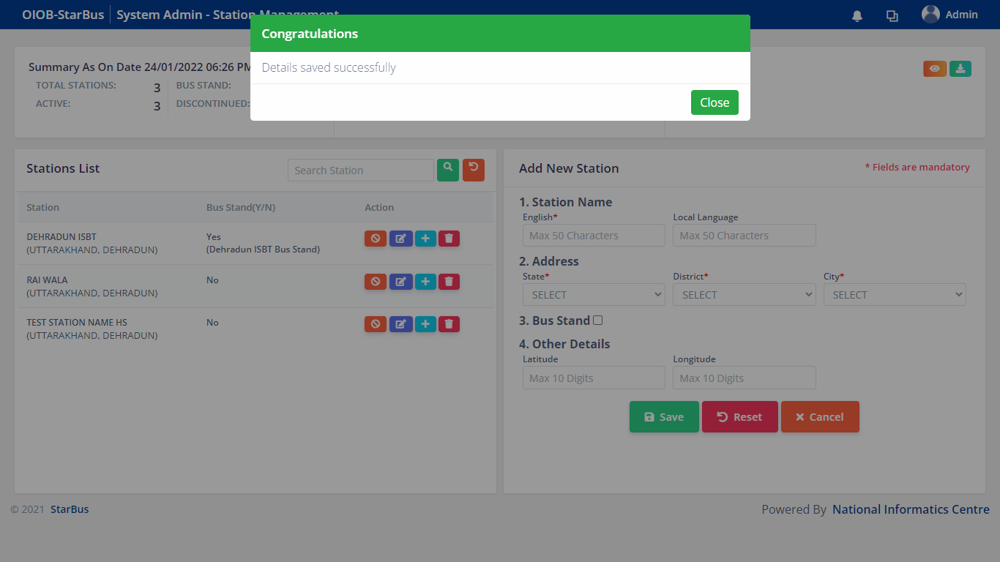 OIOB-StarBus System Admin - Station Management
Admin
Congratulations
Details saved successfully
Close
Summary As On Date 24/01/2022 06:26 PM
TOTAL STATIONS: 3 BUS STAND:
ACTIVE: 3 DISCONTINUED:
Stations List
Search Station
Station Bus Stand(Y/N) Action
DEHRADUN ISBT Yes
(UTTARAKHAND, DEHRADUN) (Dehradun ISBT Bus Stand)
RAI WALA No
(UTTARAKHAND, DEHRADUN)
TEST STATION NAME HS No
(UTTARAKHAND, DEHRADUN)
Add New Station * Fields are mandatory
1. Station Name
English* Local Language
Max 50 Characters Max 50 Characters
2. Address
State* District* City*
SELECT SELECT SELECT
3. Bus Stand
4. Other Details
Latitude Longitude
Max 10 Digits Max 10 Digits
Save Reset Cancel
© 2021 StarBus
Powered By National Informatics Centre